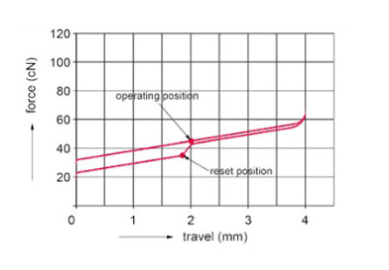 120
100
80
60
40
20
force (cN)
operating position
reset position
0 1 2 3 4
travel (mm)